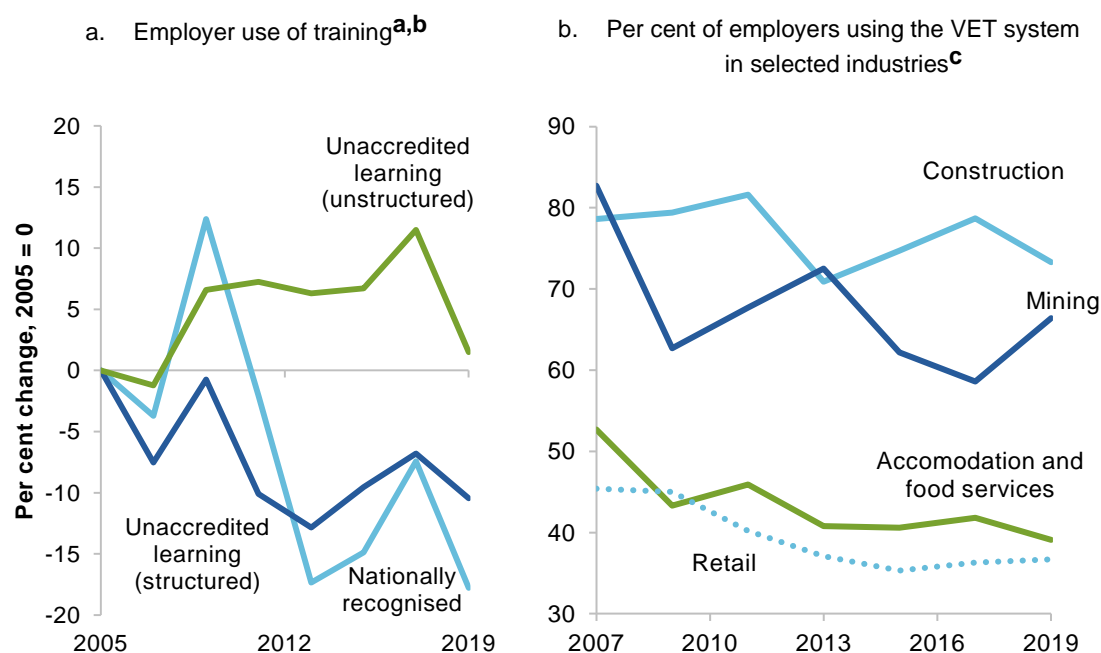 a. Employer use of traininga,b
Per cent change, 2005 = 0
20
15
10
5
0
-5
-10
-15
-20
Unaccredited
learning
(unstructured)
Unaccredited
learning
(structured)
Nationally
recognised
2005
2012
2019
b. Per cent of employers using the VET system
in selected industriesc
90
80
70
60
50
40
30
Construction
Mining
Accomodation and
food services
Retail
2007
2010
2013
2016
2019